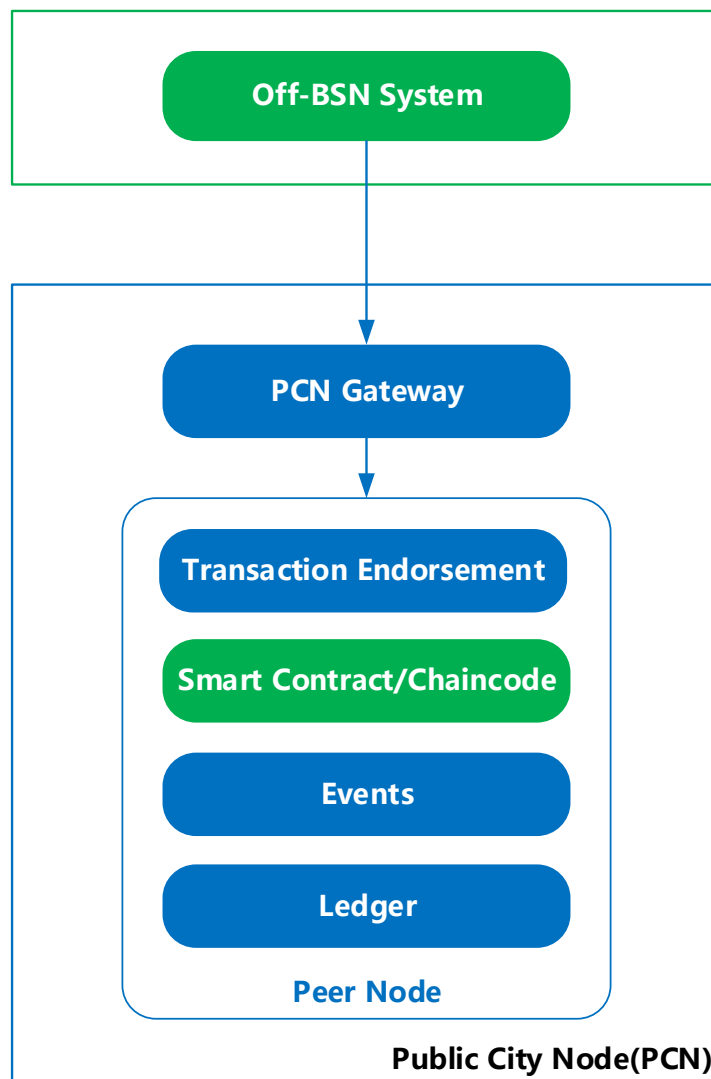 Off-BSN System
PCN Gateway
Transaction Endorsement
Smart Contract/Chaincode
Events
Ledger
Peer Node
Public City Node(PCN)